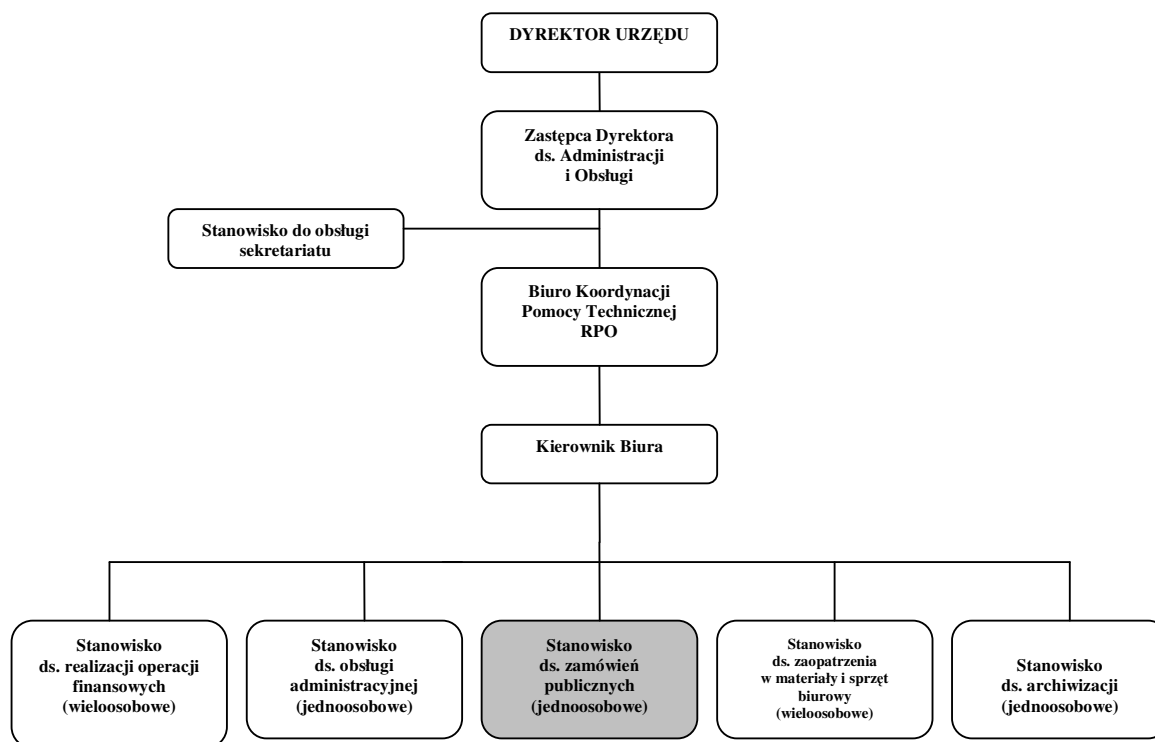 DYREKTOR URZĘDU
Zastępca Dyrektora
ds. Administracji
i Obsługi
Stanowisko do obsługi
sekretariatu
Biuro Koordynacji
Pomocy Technicznej
RPO
Kierownik Biura
Stanowisko
ds. realizacji operacji
finansowych
(wieloosobowe)
Stanowisko
ds. obsługi
administracyjnej
(jednoosobowe)
Stanowisko
ds. zamówień
publicznych
(jednoosobowe)
Stanowisko
ds. zaopatrzenia
w materiały i sprzęt
biurowy
(wieloosobowe)
Stanowisko
ds. archiwizacji
(jednoosobowe)